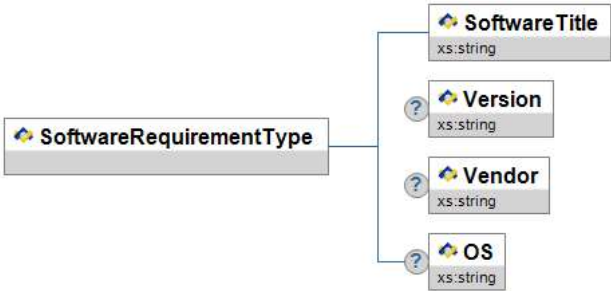 SoftwareTitle
xs:string
?
Version
xs:string
SoftwareRequirementType
?
Vendor
xs:string
?
OS
xs:string